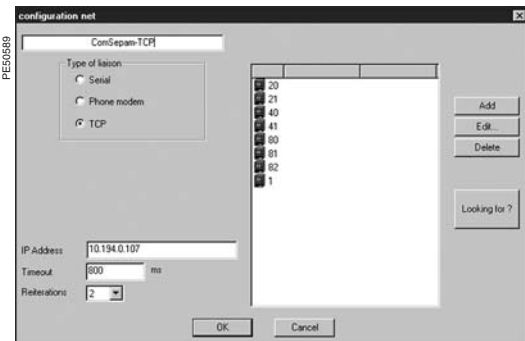 PE50589
configuration net
ComSepam-TCP
Type of liaison
Serial
Phone modem
TCP
20
21
40
41
80
81
82
1
Add
Edit...
Delete
Looking for ?
IP Address 10.194.0.107
Timeout 800 ms
Reiterations 2
OK Cancel